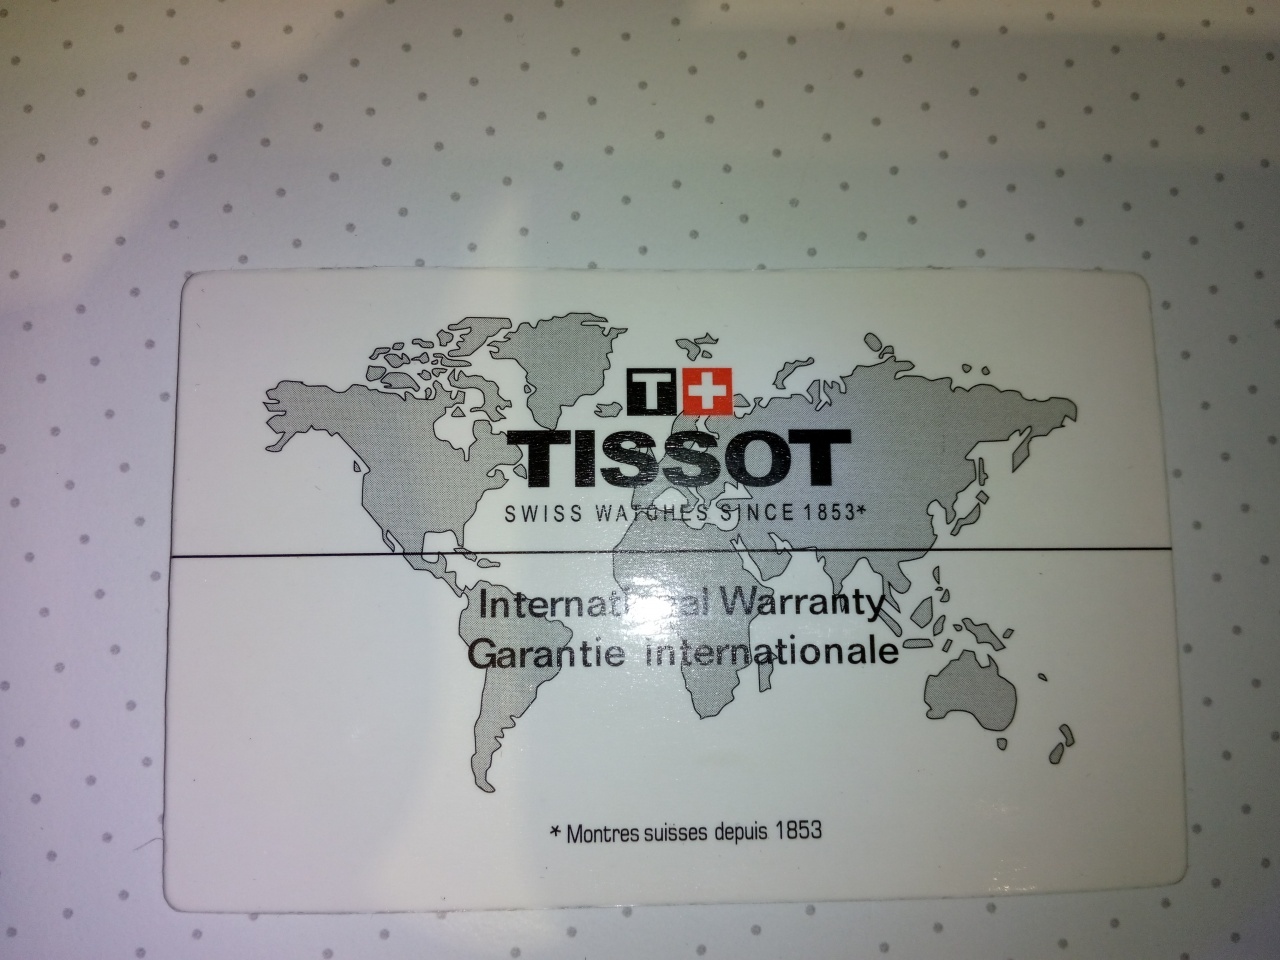 T+
TISSOT
SWISS WATCHES SINCE 1853*
International Warranty
Garantie internationale
* Montres suisses depuis 1853